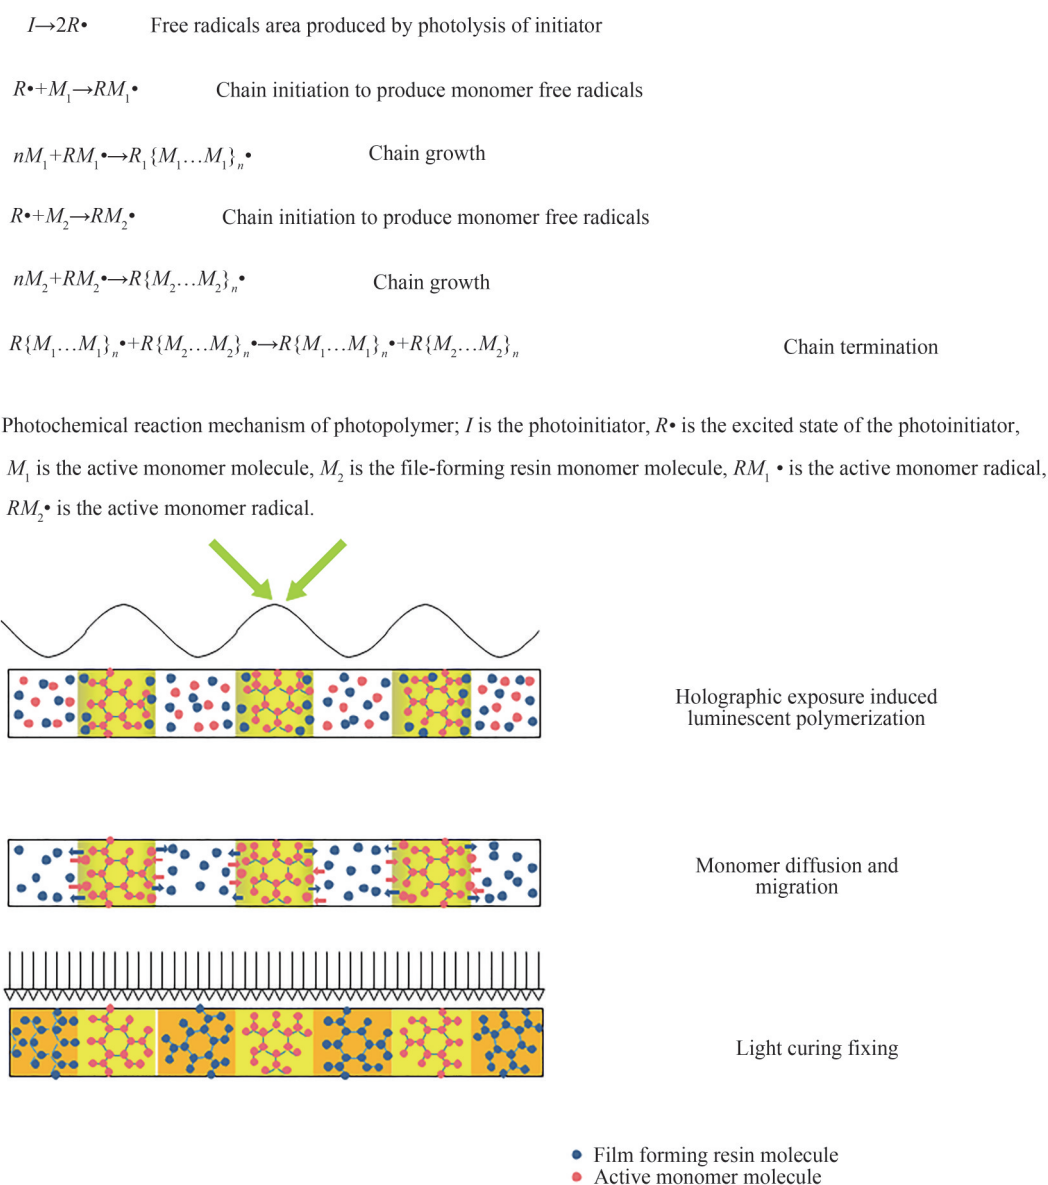 I→2R• Free radicals area produced by photolysis of initiator
R•+M₁→RM₁• Chain initiation to produce monomer free radicals
nM₁+RM₁•→R₁{M₁…M₁}ₙ• Chain growth
R•+M₂→RM₂• Chain initiation to produce monomer free radicals
nM₂+RM₂•→R{M₂…M₂}ₙ• Chain growth
R{M₁…M₁}ₙ•+R{M₂…M₂}ₙ•→R{M₁…M₁}ₙ•+R{M₂…M₂}ₙ Chain termination
Photochemical reaction mechanism of photopolymer; I is the photoinitiator, R• is the excited state of the photoinitiator,
M₁ is the active monomer molecule, M₂ is the file-forming resin monomer molecule, RM₁ • is the active monomer radical,
RM₂• is the active monomer radical.
Holographic exposure induced
luminescent polymerization
Monomer diffusion and
migration
Light curing fixing
Film forming resin molecule
Active monomer molecule